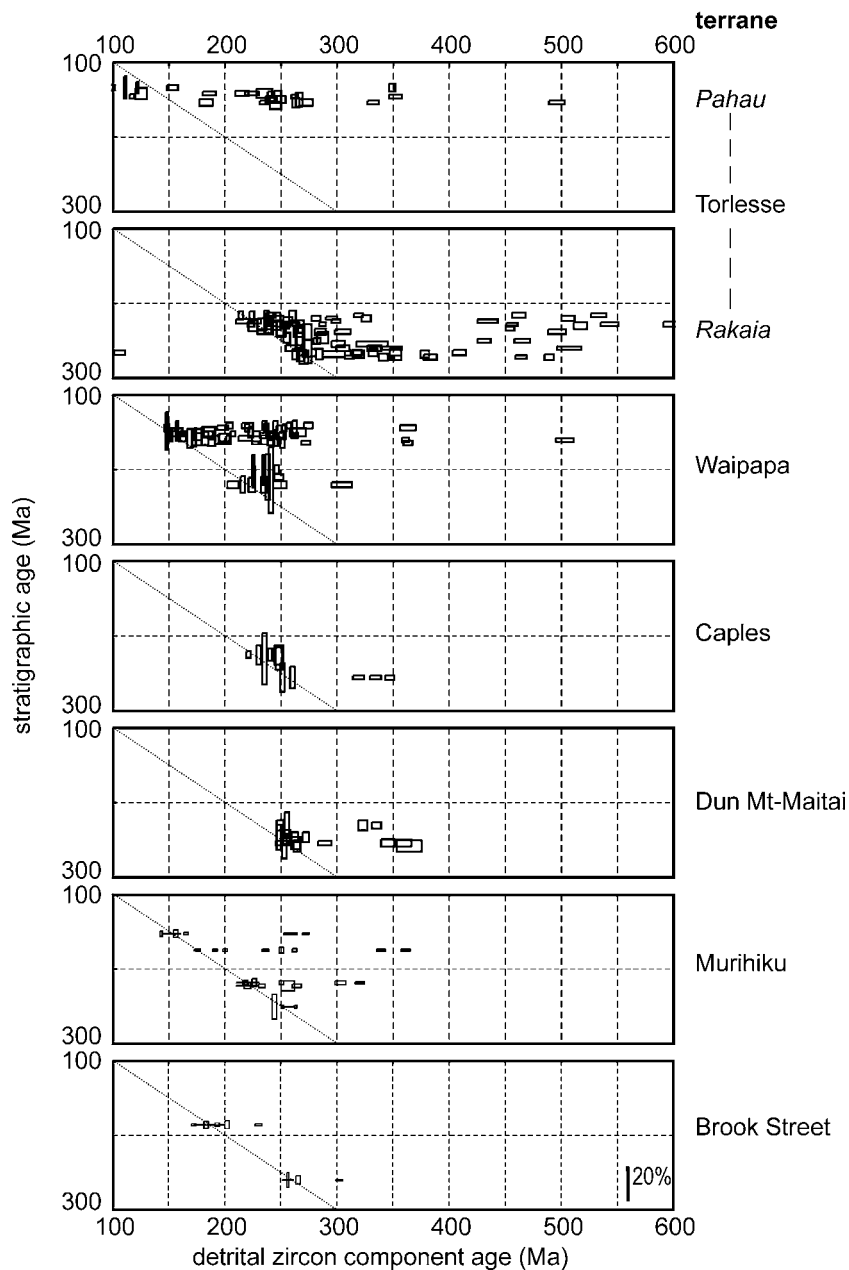 terrane
100 200 300 400 500 600
100
Pahau
300
Torlesse
100
Rakaia
300
100
Waipapa
300
100
Caples
300
100
Dun Mt-Maitai
300
100
Murihiku
300
100
Brook Street
20%
300
100 200 300 400 500 600
detrital zircon component age (Ma)
stratigraphic age (Ma)